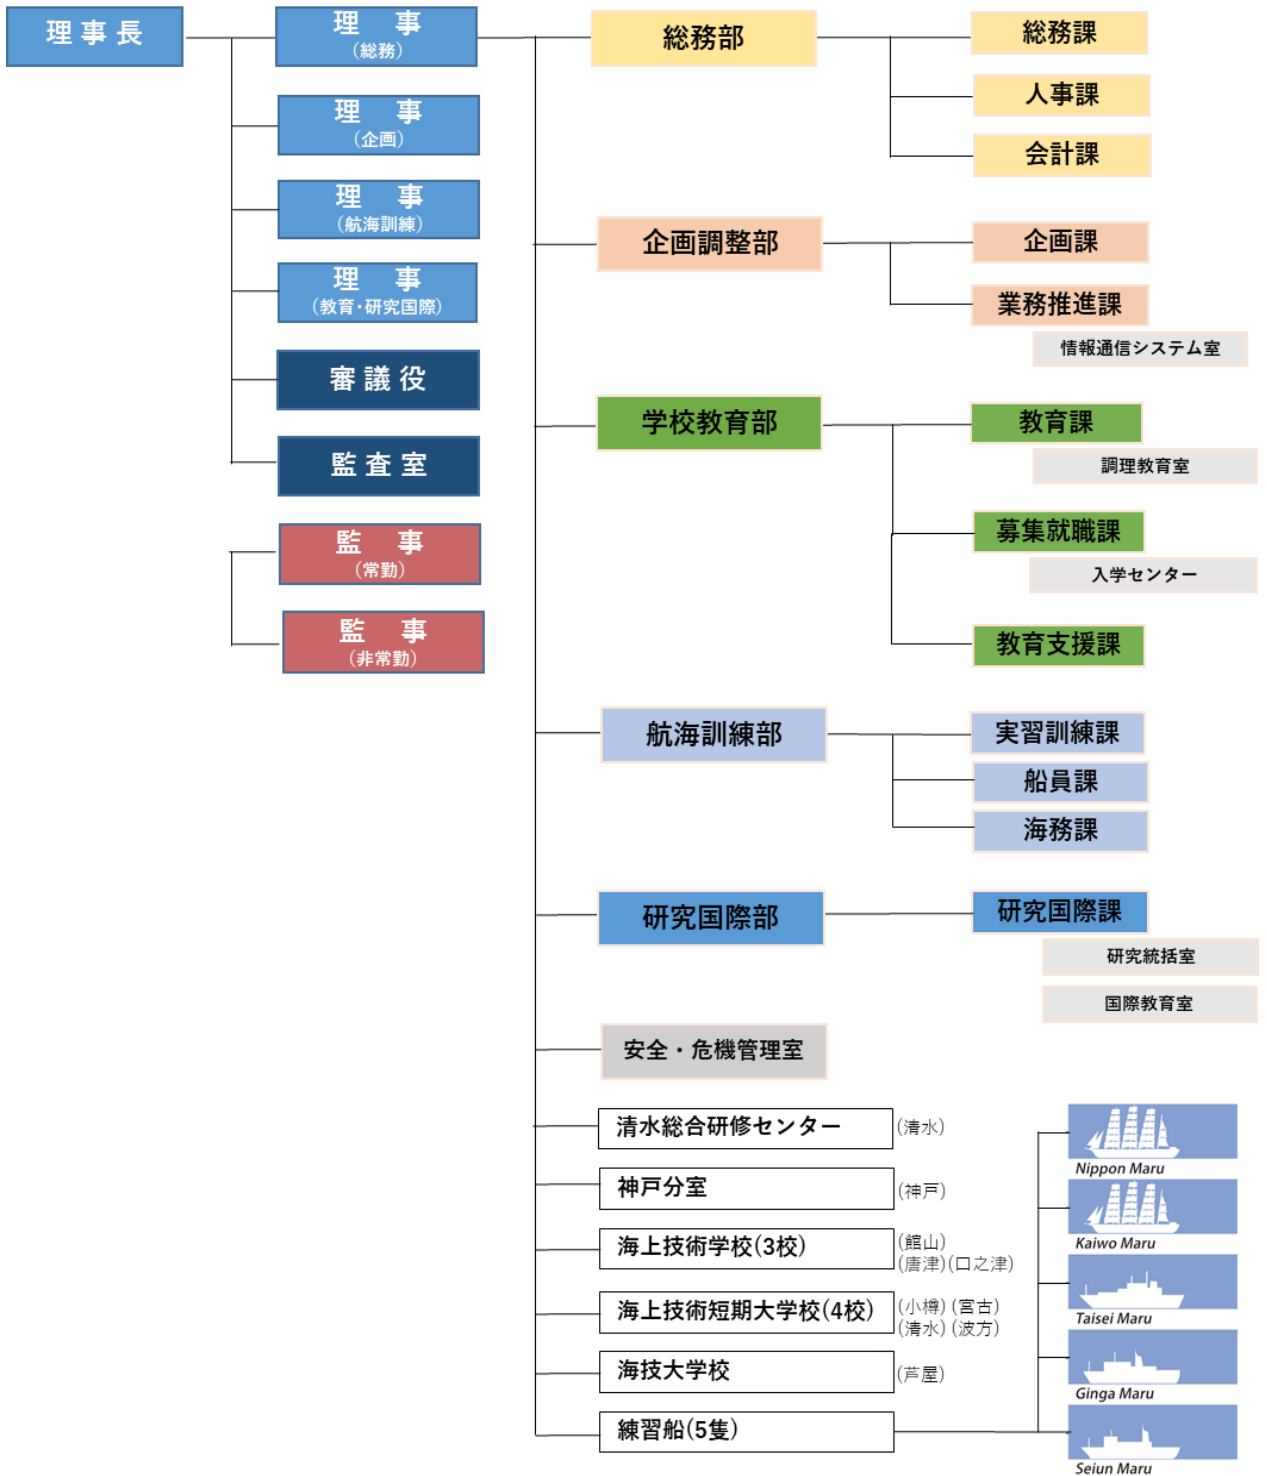 理事長
理 事
(総務)
理 事
(企画)
理 事
(航海訓練)
理 事
(教育・研究国際)
審議役
監査室
監 事
(常勤)
監 事
(非常勤)
総務部
総務課
人事課
会計課
企画調整部
企画課
業務推進課
情報通信システム室
学校教育部
教育課
調理教育室
募集就職課
入学センター
教育支援課
航海訓練部
実習訓練課
船員課
海務課
研究国際部
研究国際課
研究統括室
国際教育室
安全・危機管理室
清水総合研修センター
(清水)
神戸分室
(神戸)
海上技術学校(3校)
(館山)
(唐津)(口之津)
海上技術短期大学校(4校)
(小樽) (宮古)
(清水) (波方)
海技大学校
(芦屋)
練習船(5隻)
Nippon Maru
Kaiwo Maru
Taisei Maru
Ginga Maru
Seiun Maru